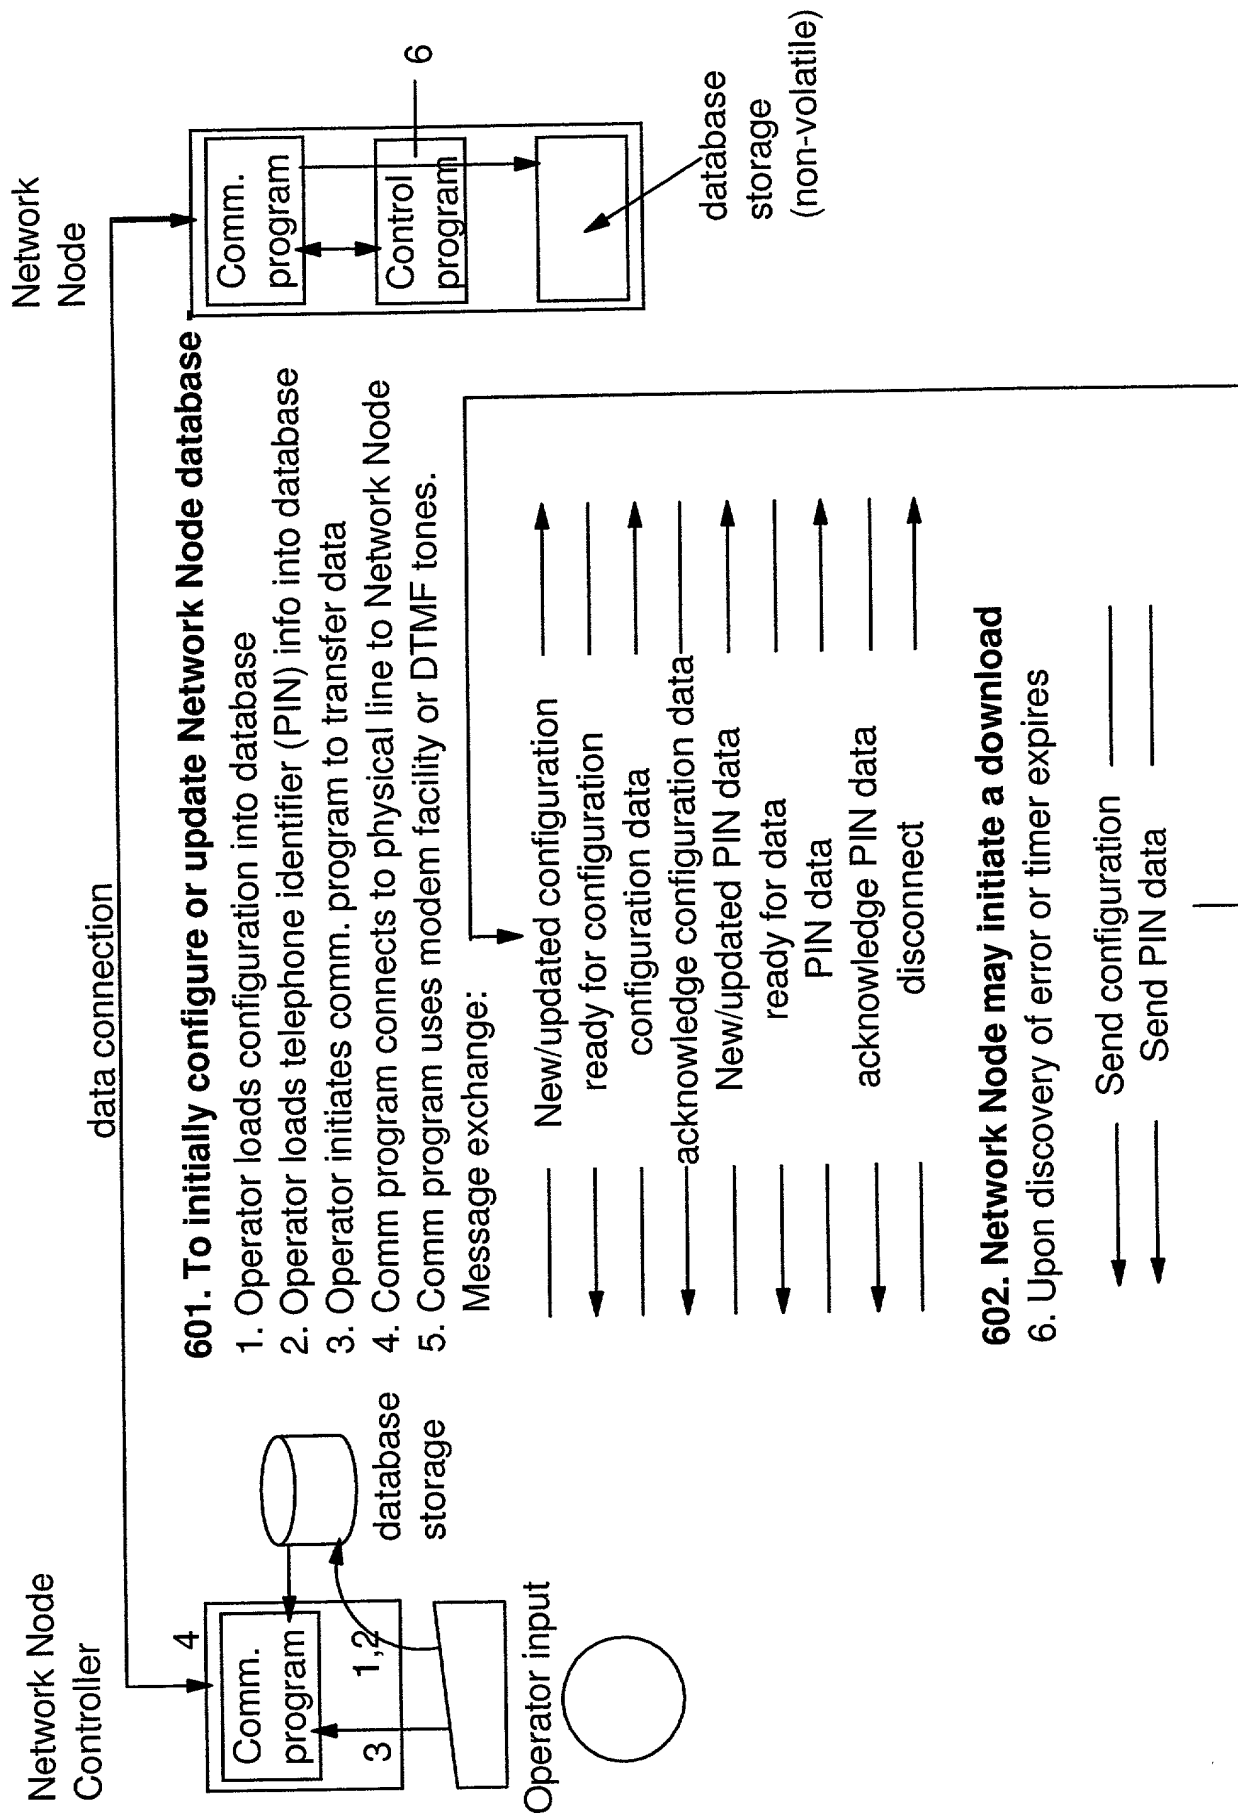 Network Node
Controller
Network
Node
data connection
4
Comm.
program
3
1,2
database
storage
Operator input
Comm.
program
Control
program
6
database
storage
(non-volatile)
601. To initially configure or update Network Node database
1. Operator loads configuration into database
2. Operator loads telephone identifier (PIN) info into database
3. Operator initiates comm. program to transfer data
4. Comm program connects to physical line to Network Node
5. Comm program uses modem facility or DTMF tones.
Message exchange:
New/updated configuration
ready for configuration
configuration data
acknowledge configuration data
New/updated PIN data
ready for data
PIN data
acknowledge PIN data
disconnect
602. Network Node may initiate a download
6. Upon discovery of error or timer expires
Send configuration
Send PIN data